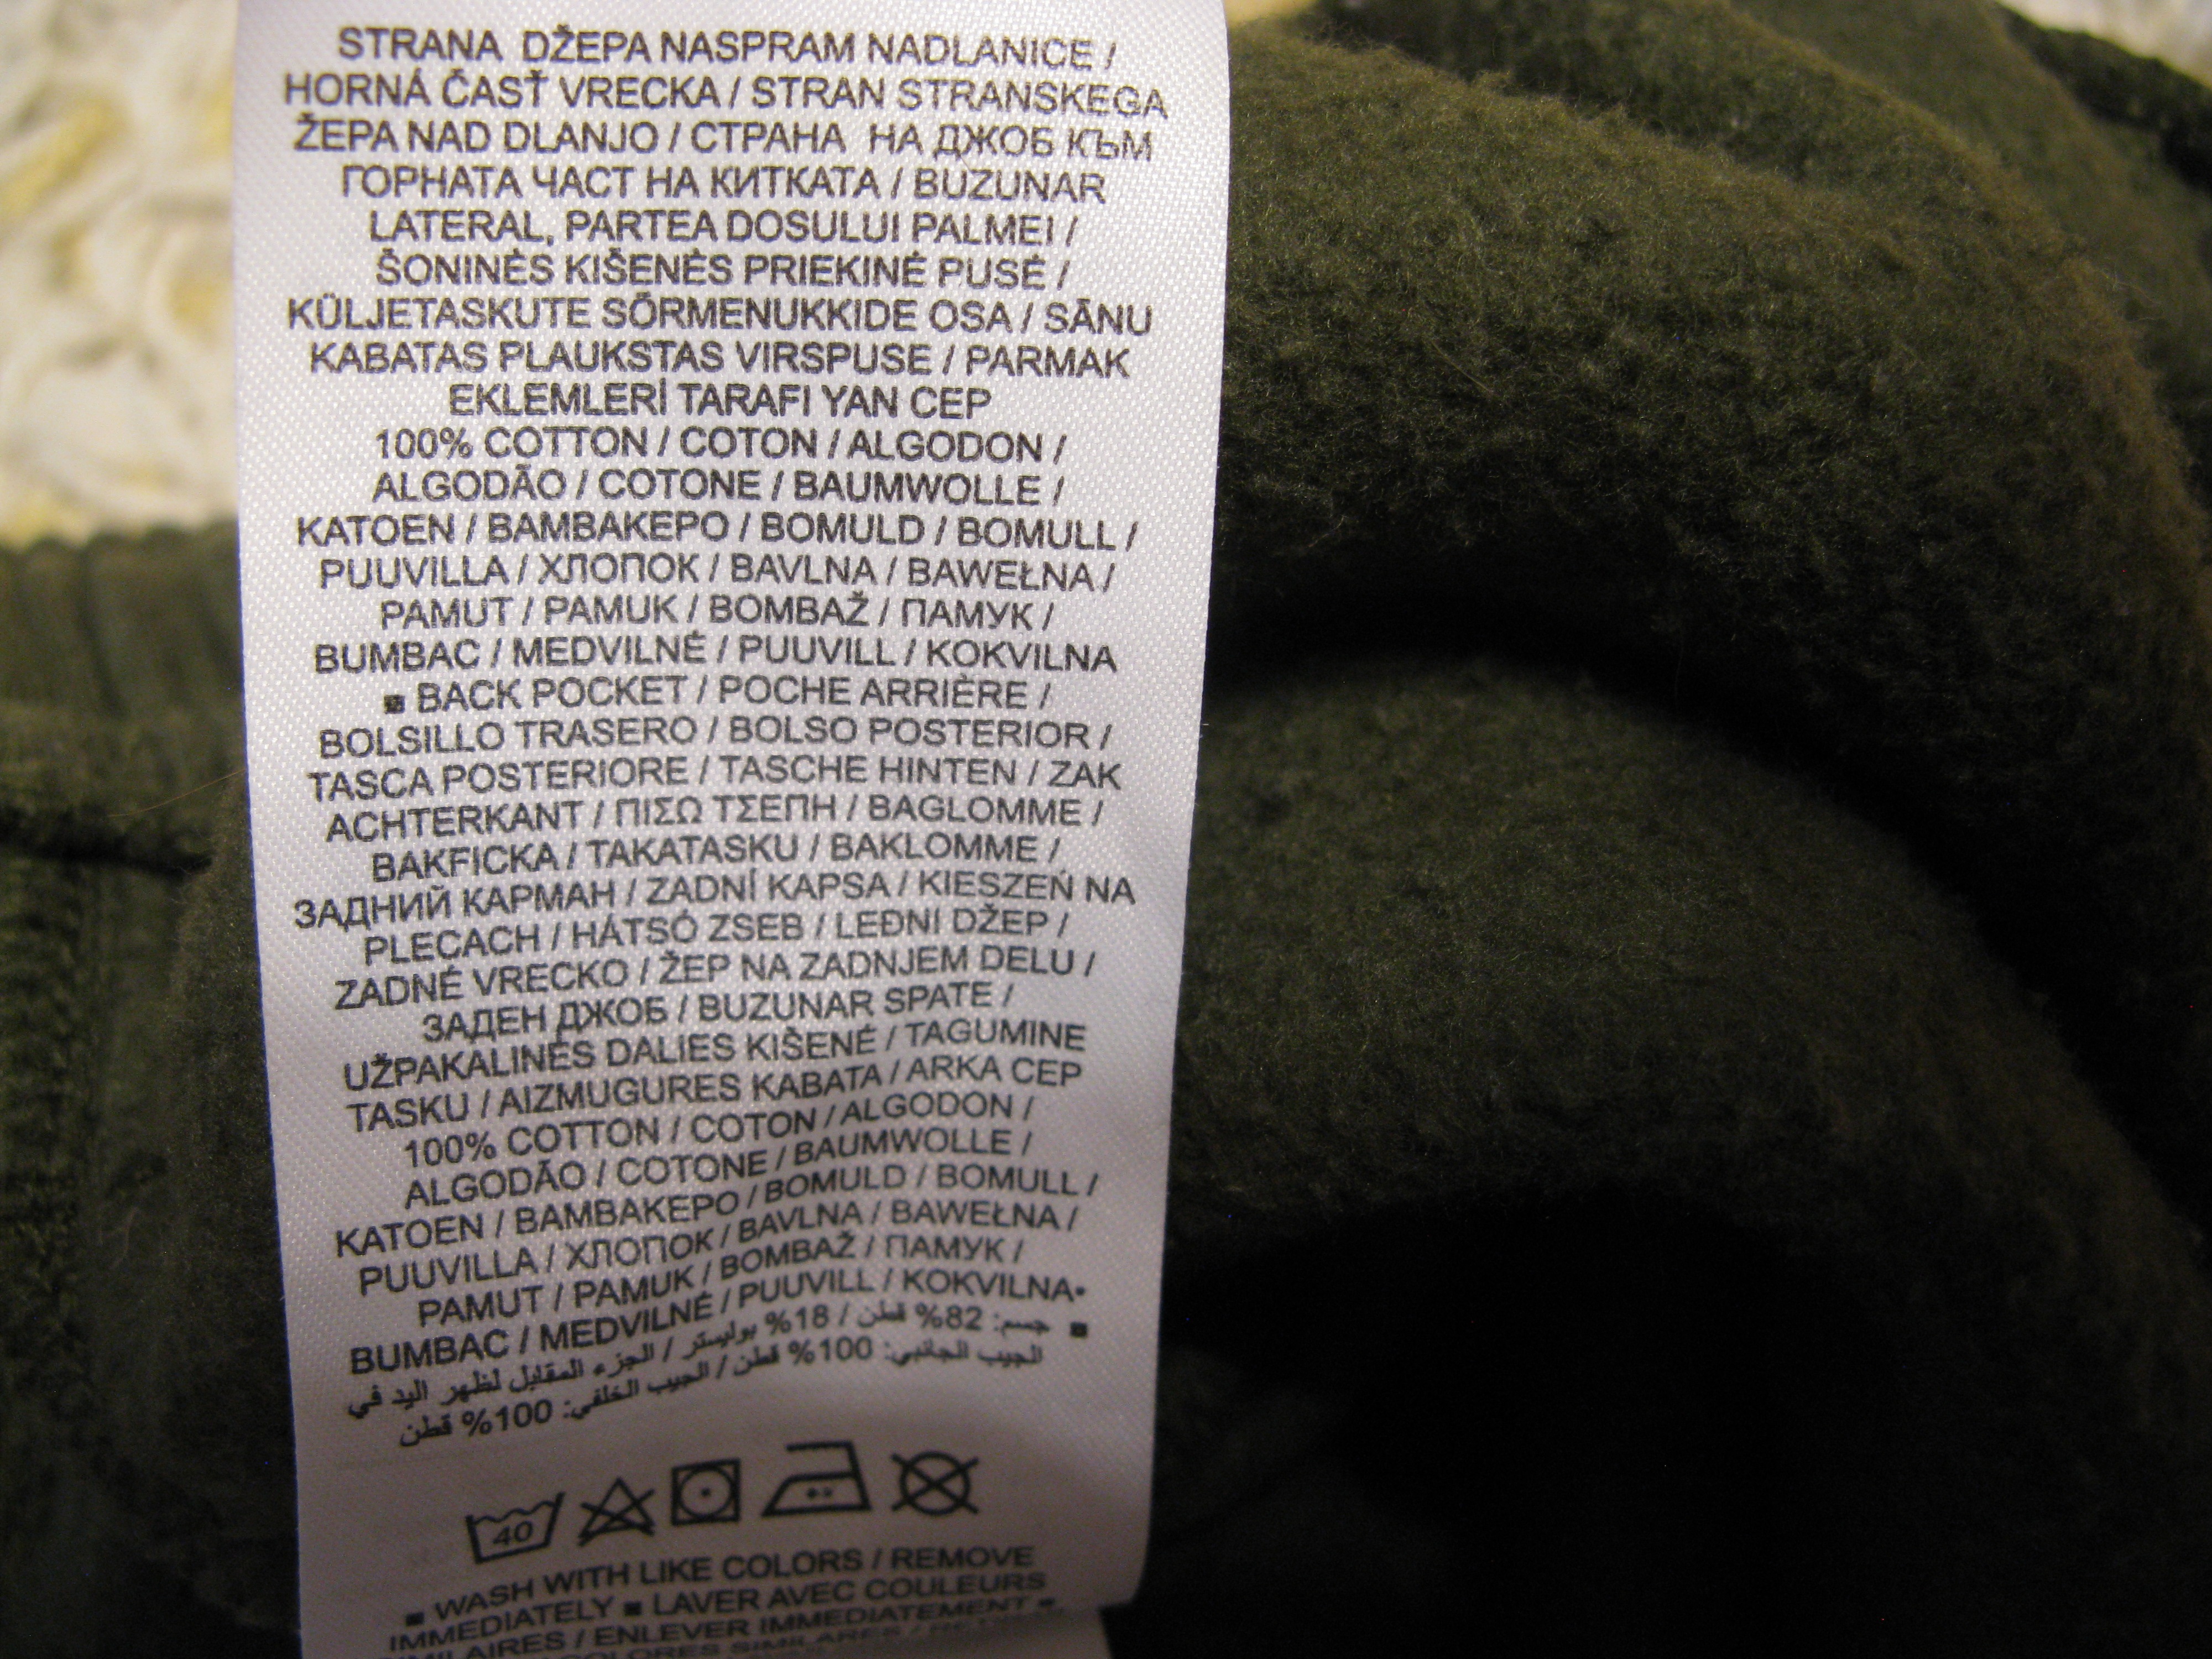 STRANA DŽEPA NASPRAM NADLANICE /
HORNÁ ČASŤ VRECKA / STRAN STRANSKEGA
ŽEPA NAD DLANJO / СТРАНА НА ДЖОБ КЪМ
ГОРНАТА ЧАСТ НА КИТКАТА / BUZUNAR
LATERAL, PARTEA DOSULUI PALMEI /
ŠONINĖS KIŠENĖS PRIEKINĖ PUSĖ /
KÜLJETASKUTE SÕRMENUKKIDE OSA / SĀNU
KABATAS PLAUKSTAS VIRSPUSE / PARMAK
EKLEMLERİ TARAFI YAN CEP
100% COTTON / COTON / ALGODON /
ALGODÃO / COTONE / BAUMWOLLE /
KATOEN / ΒΑΜΒΑΚΕΡΟ / BOMULD / BOMULL /
PUUVILLA / ХЛОПОК / BAVLNA / BAWEŁNA /
PAMUT / PAMUK / BOMBAŽ / ПАМУК /
BUMBAC / MEDVILNĖ / PUUVILL / KOKVILNA
■ BACK POCKET / POCHE ARRIÈRE /
BOLSILLO TRASERO / BOLSO POSTERIOR /
TASCA POSTERIORE / TASCHE HINTEN / ZAK
ACHTERKANT / ΠΙΣΩ ΤΣΕΠΗ / BAGLOMME /
BAKFICKA / TAKATASKU / BAKLOMME /
ЗАДНИЙ КАРМАН / ZADNÍ KAPSA / KIESZEŃ NA
PLECACH / HÁTSÓ ZSEB / LEĐNI DŽEP /
ZADNÉ VRECKO / ŽEP NA ZADNJEM DELU /
ЗАДЕН ДЖОБ / BUZUNAR SPATE /
UŽPAKALINĖS DALIES KIŠENĖ / TAGUMINE
TASKU / AIZMUGURES KABATA / ARKA CEP
100% COTTON / COTON / ALGODON /
ALGODÃO / COTONE / BAUMWOLLE /
KATOEN / ΒΑΜΒΑΚΕΡΟ / BOMULD / BOMULL /
PUUVILLA / ХЛОПОК / BAVLNA / BAWEŁNA /
PAMUT / PAMUK / BOMBAŽ / ПАМУК /
BUMBAC / MEDVILNĖ / PUUVILL / KOKVILNA▪
■ جسم: 82% قطن / 18% بوليستر / الجزء المقابل لظهر اليد في
الجيب الجانبي: 100% قطن / الجيب الخلفي: 100% قطن
40
■ WASH WITH LIKE COLORS / REMOVE
IMMEDIATELY ■ LAVER AVEC COULEURS
SIMILAIRES / ENLEVER IMMEDIATEMENT ■
COLORES SIMILARES /